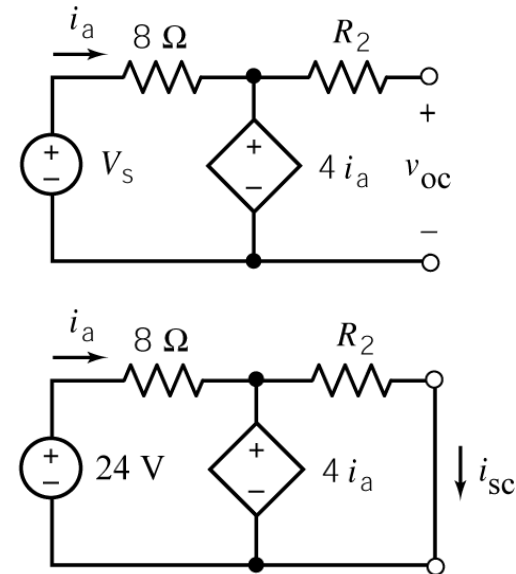 i_a 8 Ω R_2
+
V_s
−
+
−
4 i_a
+
v_oc
−
i_a 8 Ω R_2
+
24 V
−
+
−
4 i_a
i_sc